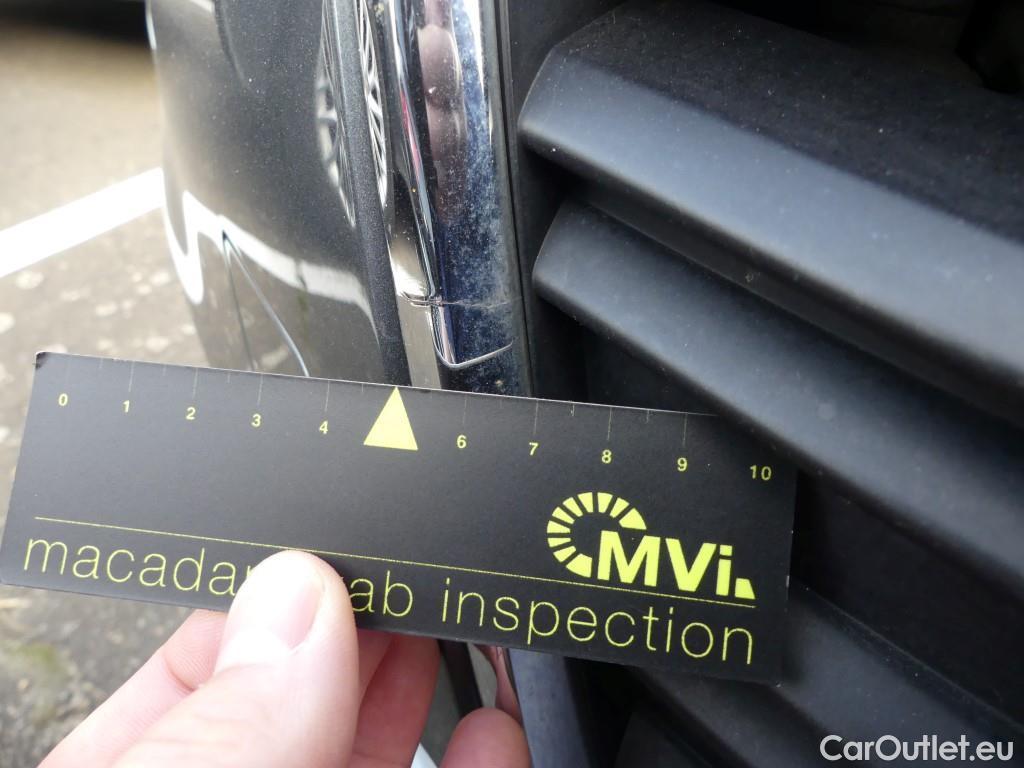 0 1 2 3 4 6 7 8 9 10
MVi.
inspection
CarOutlet.eu